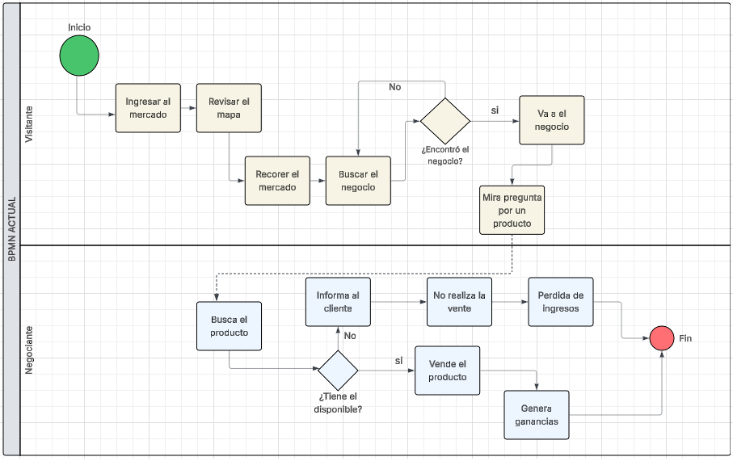 BPMN ACTUAL
Visitante
Inicio
Ingresar al
mercado
Revisar el
mapa
Recorer el
mercado
Buscar el
negocio
No
¿Encontró el
negocio?
si
Va a el
negocio
Mira pregunta
por un
producto
Negociante
Busca el
producto
¿Tiene el
disponible?
No
Informa al
cliente
No realiza la
vente
Perdida de
ingresos
si
Vende el
producto
Genera
ganancias
Fin